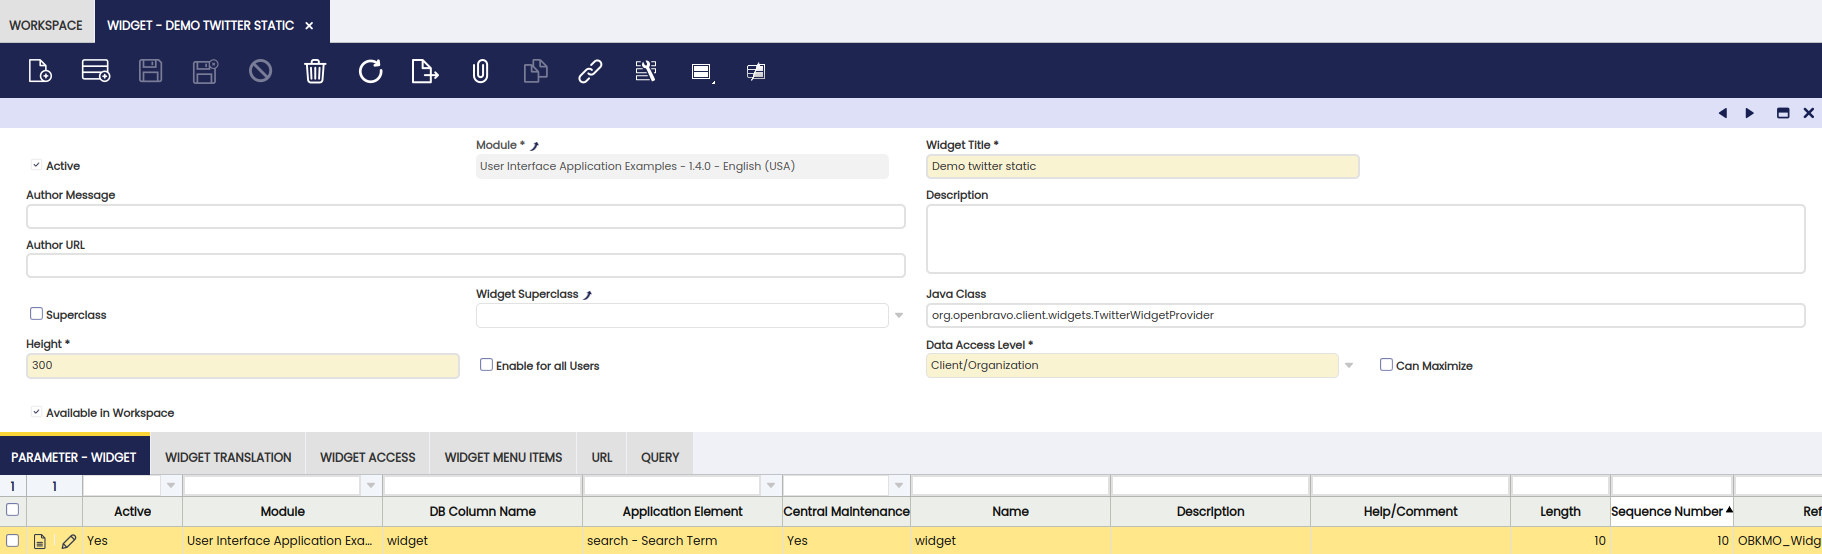 WORKSPACE
WIDGET - DEMO TWITTER STATIC
Active
Module *
User Interface Application Examples - 1.4.0 - English (USA)
Widget Title *
Demo twitter static
Author Message
Description
Author URL
Superclass
Widget Superclass
Java Class
org.openbravo.client.widgets.TwitterWidgetProvider
Height *
300
Enable for all Users
Data Access Level *
Client/Organization
Can Maximize
Available in Workspace
PARAMETER - WIDGET WIDGET TRANSLATION WIDGET ACCESS WIDGET MENU ITEMS URL QUERY
1 1
Active Module DB Column Name Application Element Central Maintenance Name Description Help/Comment Length Sequence Number Ref
Yes User Interface Application Exa... widget search - Search Term Yes widget 10 10 OBKMO_Widg